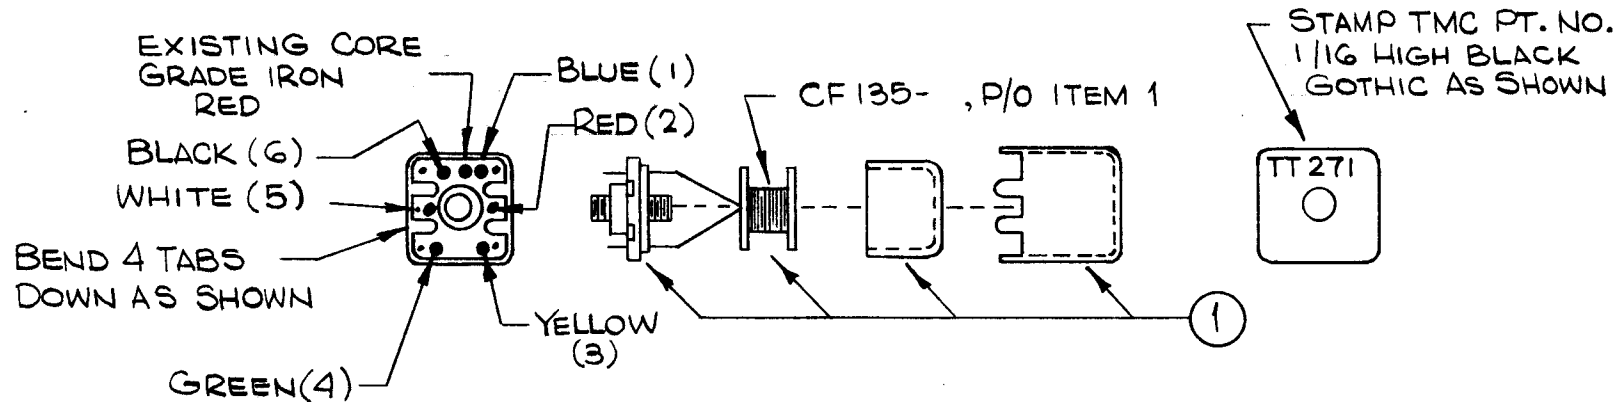 EXISTING CORE
GRADE IRON
RED
BLUE (1)
RED (2)
BLACK (6)
WHITE (5)
BEND 4 TABS
DOWN AS SHOWN
GREEN (4)
YELLOW
(3)
CF135- , P/O ITEM 1
1
STAMP TMC PT. NO.
1/16 HIGH BLACK
GOTHIC AS SHOWN
TT 271